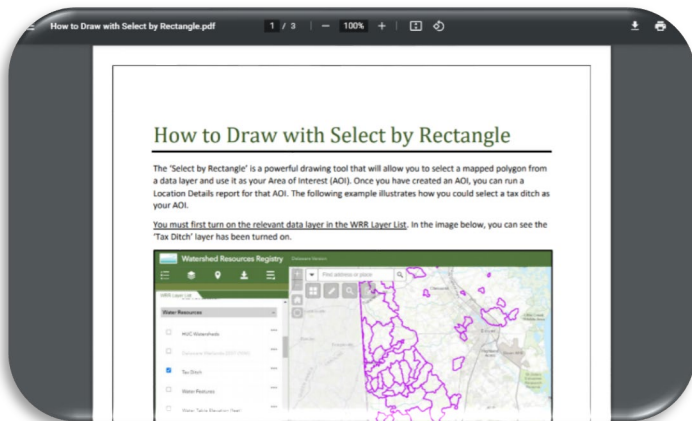 How to Draw with Select by Rectangle.pdf
1 / 3
100%
How to Draw with Select by Rectangle
The 'Select by Rectangle' is a powerful drawing tool that will allow you to select a mapped polygon from
a data layer and use it as your Area of Interest (AOI). Once you have created an AOI, you can run a
Location Details report for that AOI. The following example illustrates how you could select a tax ditch as
your AOI.
You must first turn on the relevant data layer in the WRR Layer List. In the image below, you can see the
'Tax Ditch' layer has been turned on.
Watershed Resources Registry
Delaware Version
Find address or place
WRR Layer List
Water Resources
HUC Watersheds
Tax Ditch
Water Features